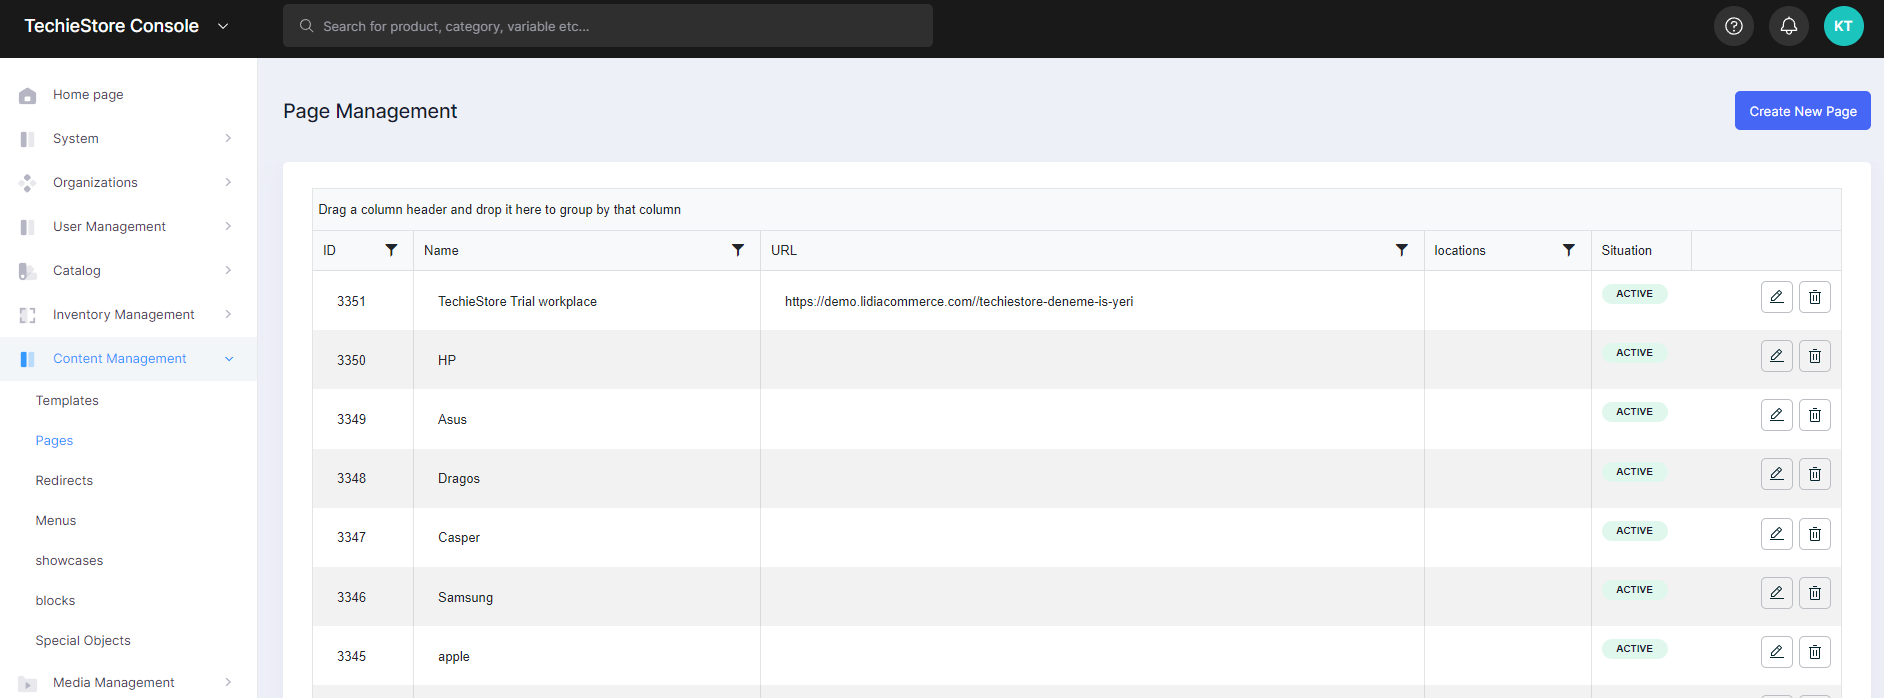 TechieStore Console
Search for product, category, variable etc...
KT
Home page
System
Organizations
User Management
Catalog
Inventory Management
Content Management
Templates
Pages
Redirects
Menus
showcases
blocks
Special Objects
Media Management
Page Management
Create New Page
Drag a column header and drop it here to group by that column
ID Name URL locations Situation
3351 TechieStore Trial workplace https://demo.lidiacommerce.com//techiestore-deneme-is-yeri ACTIVE
3350 HP ACTIVE
3349 Asus ACTIVE
3348 Dragos ACTIVE
3347 Casper ACTIVE
3346 Samsung ACTIVE
3345 apple ACTIVE